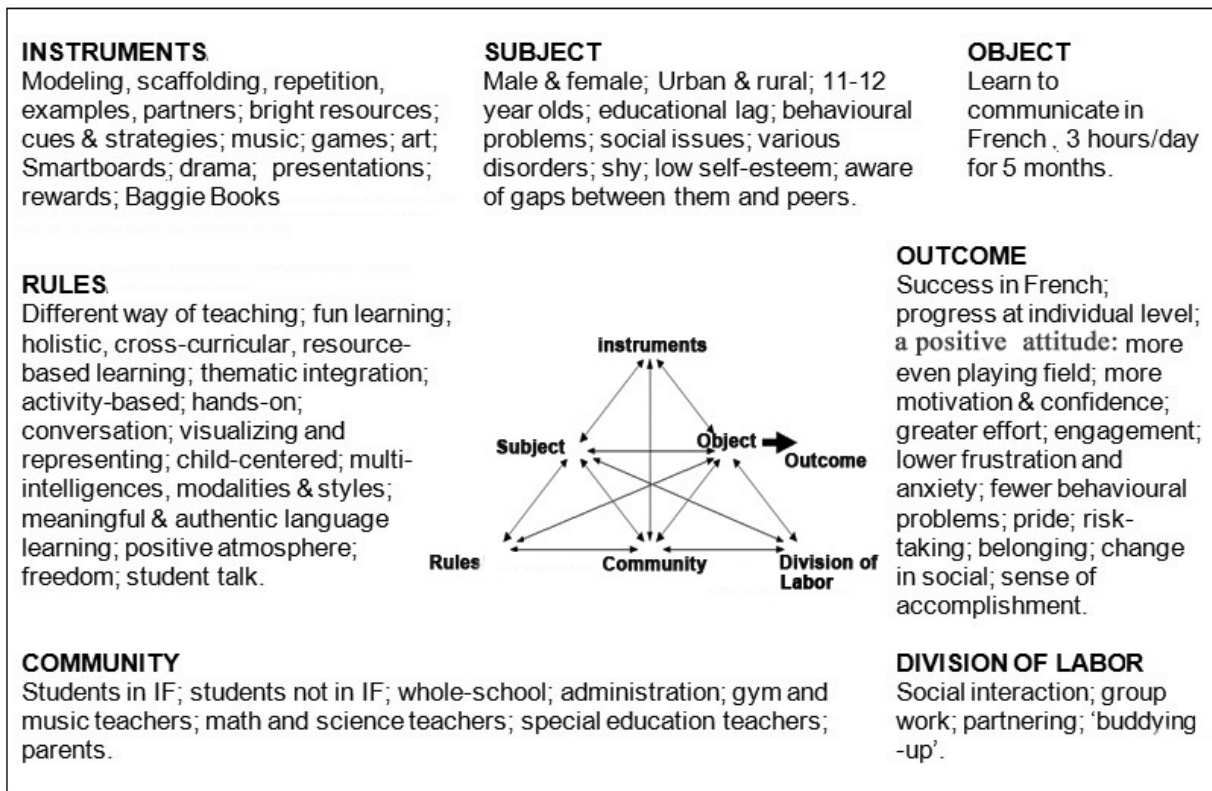 INSTRUMENTS
Modeling, scaffolding, repetition,
examples, partners; bright resources;
cues & strategies; music; games; art;
Smartboards; drama; presentations;
rewards; Baggie Books
SUBJECT
Male & female; Urban & rural; 11-12
year olds; educational lag; behavioural
problems; social issues; various
disorders; shy; low self-esteem; aware
of gaps between them and peers.
OBJECT
Learn to
communicate in
French , 3 hours/day
for 5 months.
RULES
Different way of teaching; fun learning;
holistic, cross-curricular, resource-
based learning; thematic integration;
activity-based; hands-on;
conversation; visualizing and
representing; child-centered; multi-
intelligences, modalities & styles;
meaningful & authentic language
learning; positive atmosphere;
freedom; student talk.
instruments
Subject
Object
Outcome
Rules
Community
Division of
Labor
OUTCOME
Success in French;
progress at individual level;
a positive attitude: more
even playing field; more
motivation & confidence;
greater effort; engagement;
lower frustration and
anxiety; fewer behavioural
problems; pride; risk-
taking; belonging; change
in social; sense of
accomplishment.
COMMUNITY
Students in IF; students not in IF; whole-school; administration; gym and
music teachers; math and science teachers; special education teachers;
parents.
DIVISION OF LABOR
Social interaction; group
work; partnering; ‘buddying
-up’.